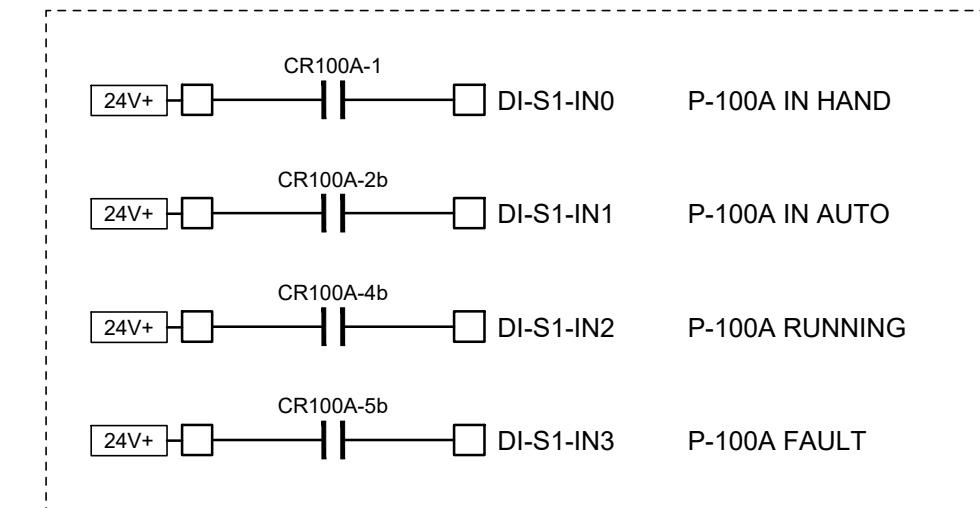 CR100A-1
24V+ DI-S1-IN0 P-100A IN HAND
CR100A-2b
24V+ DI-S1-IN1 P-100A IN AUTO
CR100A-4b
24V+ DI-S1-IN2 P-100A RUNNING
CR100A-5b
24V+ DI-S1-IN3 P-100A FAULT